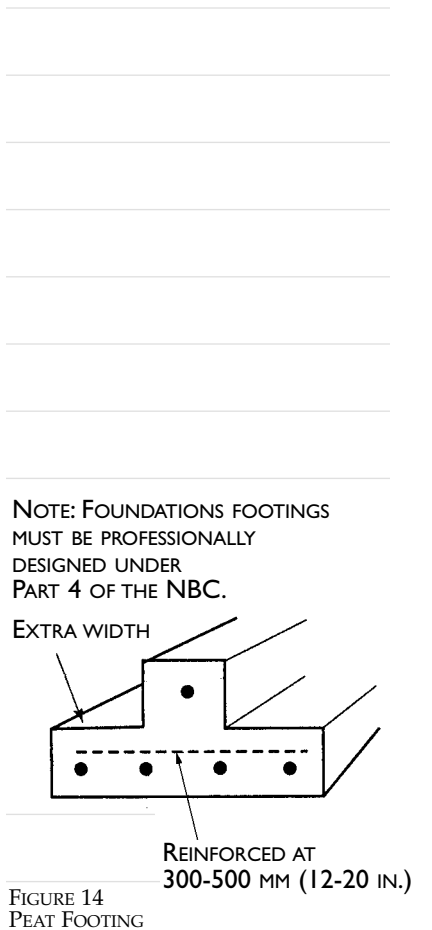 NOTE: FOUNDATIONS FOOTINGS
MUST BE PROFESSIONALLY
DESIGNED UNDER
PART 4 OF THE NBC.
EXTRA WIDTH
REINFORCED AT
300-500 MM (12-20 IN.)
FIGURE 14
PEAT FOOTING